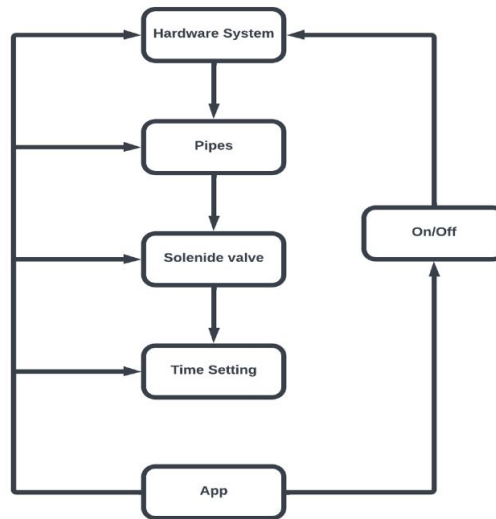 Hardware System
Pipes
On/Off
Solenide valve
Time Setting
App